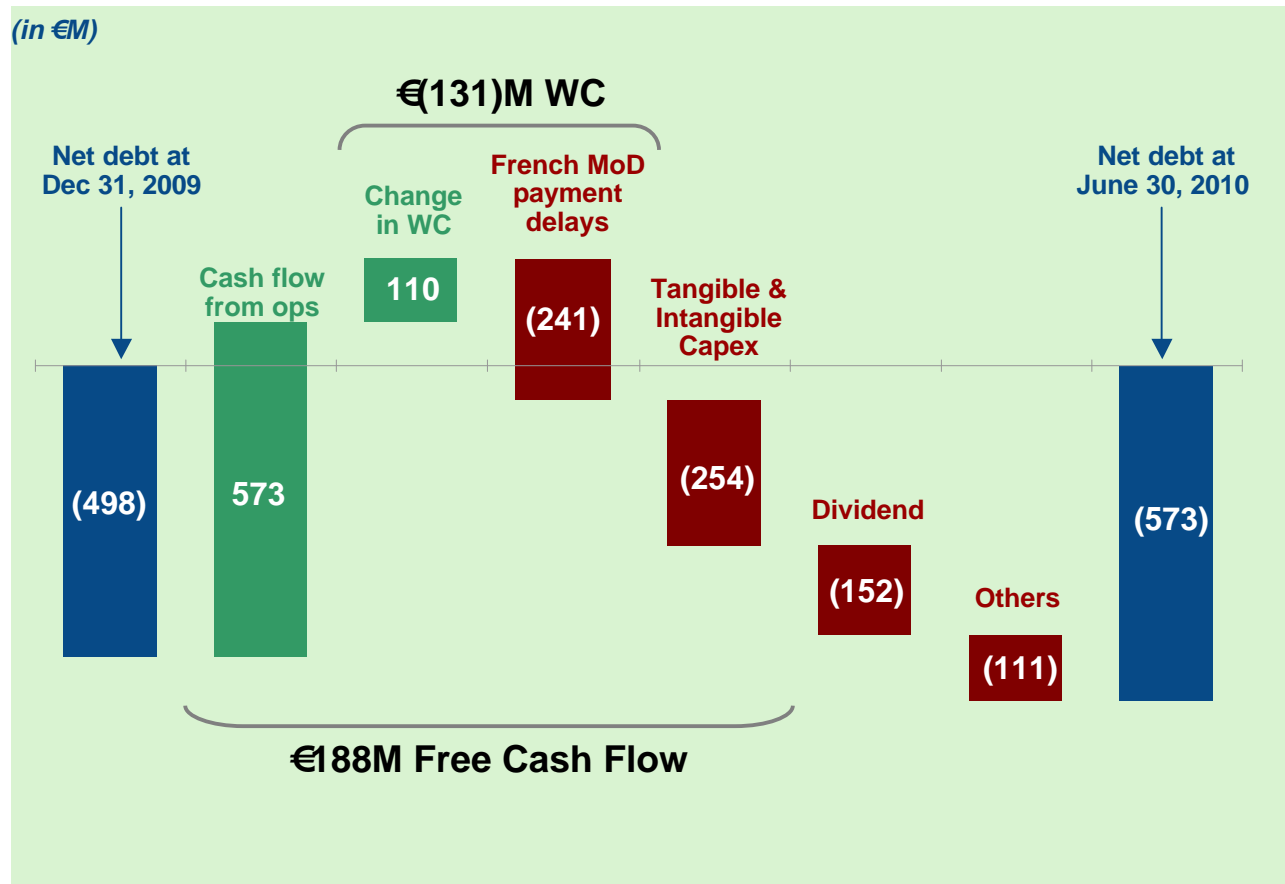 (in €M)
€(131)M WC
Net debt at
Dec 31, 2009
Cash flow
from ops
Change
in WC
French MoD
payment
delays
Tangible &
Intangible
Capex
Dividend
Others
Net debt at
June 30, 2010
(498)
573
110
(241)
(254)
(152)
(111)
(573)
€188M Free Cash Flow